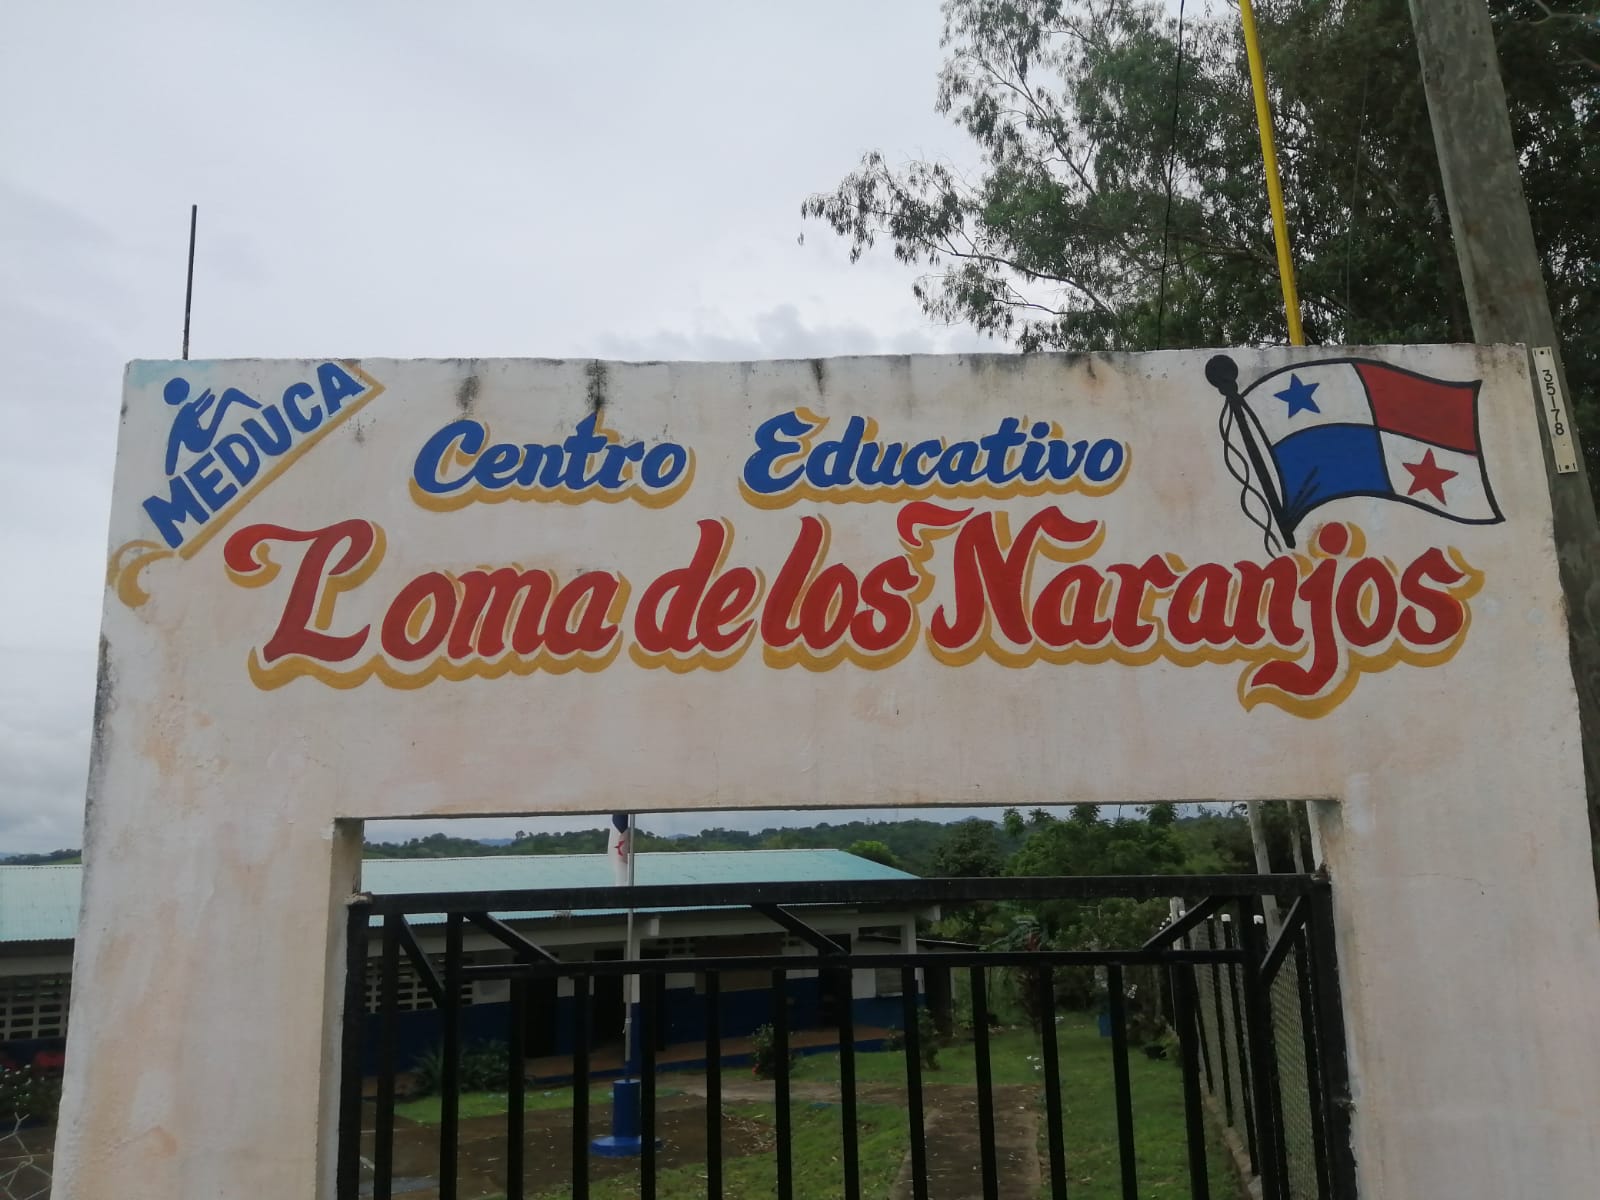 MEDUCA
Centro Educativo
Loma de los Naranjos
35178